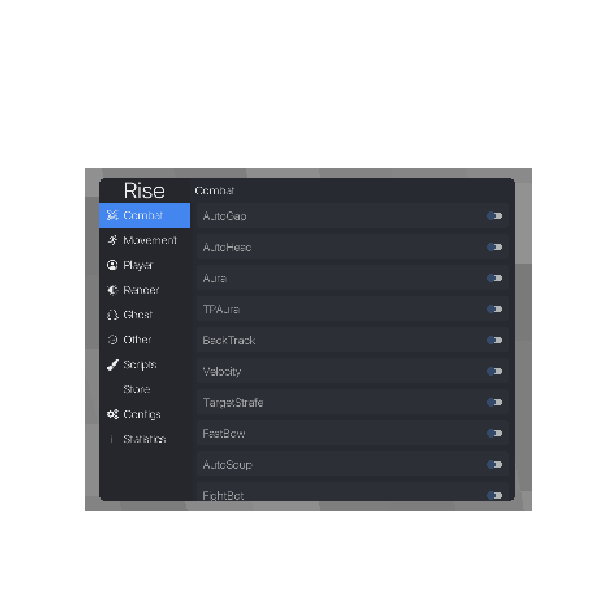 Rise
Combat
Movement
Player
Render
Ghost
Other
Scripts
Store
Configs
Statistics
Combat
AutoGap
AutoHead
Aura
TPAura
BackTrack
Velocity
TargetStrafe
FastBow
AutoSoup
FightBot